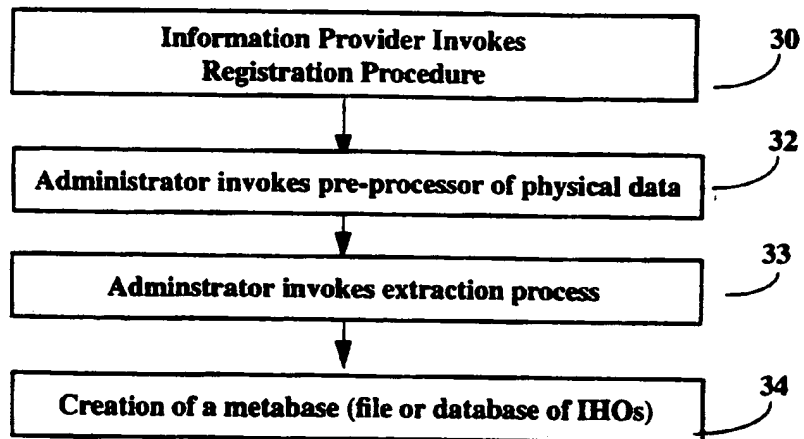 Information Provider Invokes
Registration Procedure
30
Administrator invokes pre-processor of physical data
32
Adminstrator invokes extraction process
33
Creation of a metabase (file or database of IHOs)
34